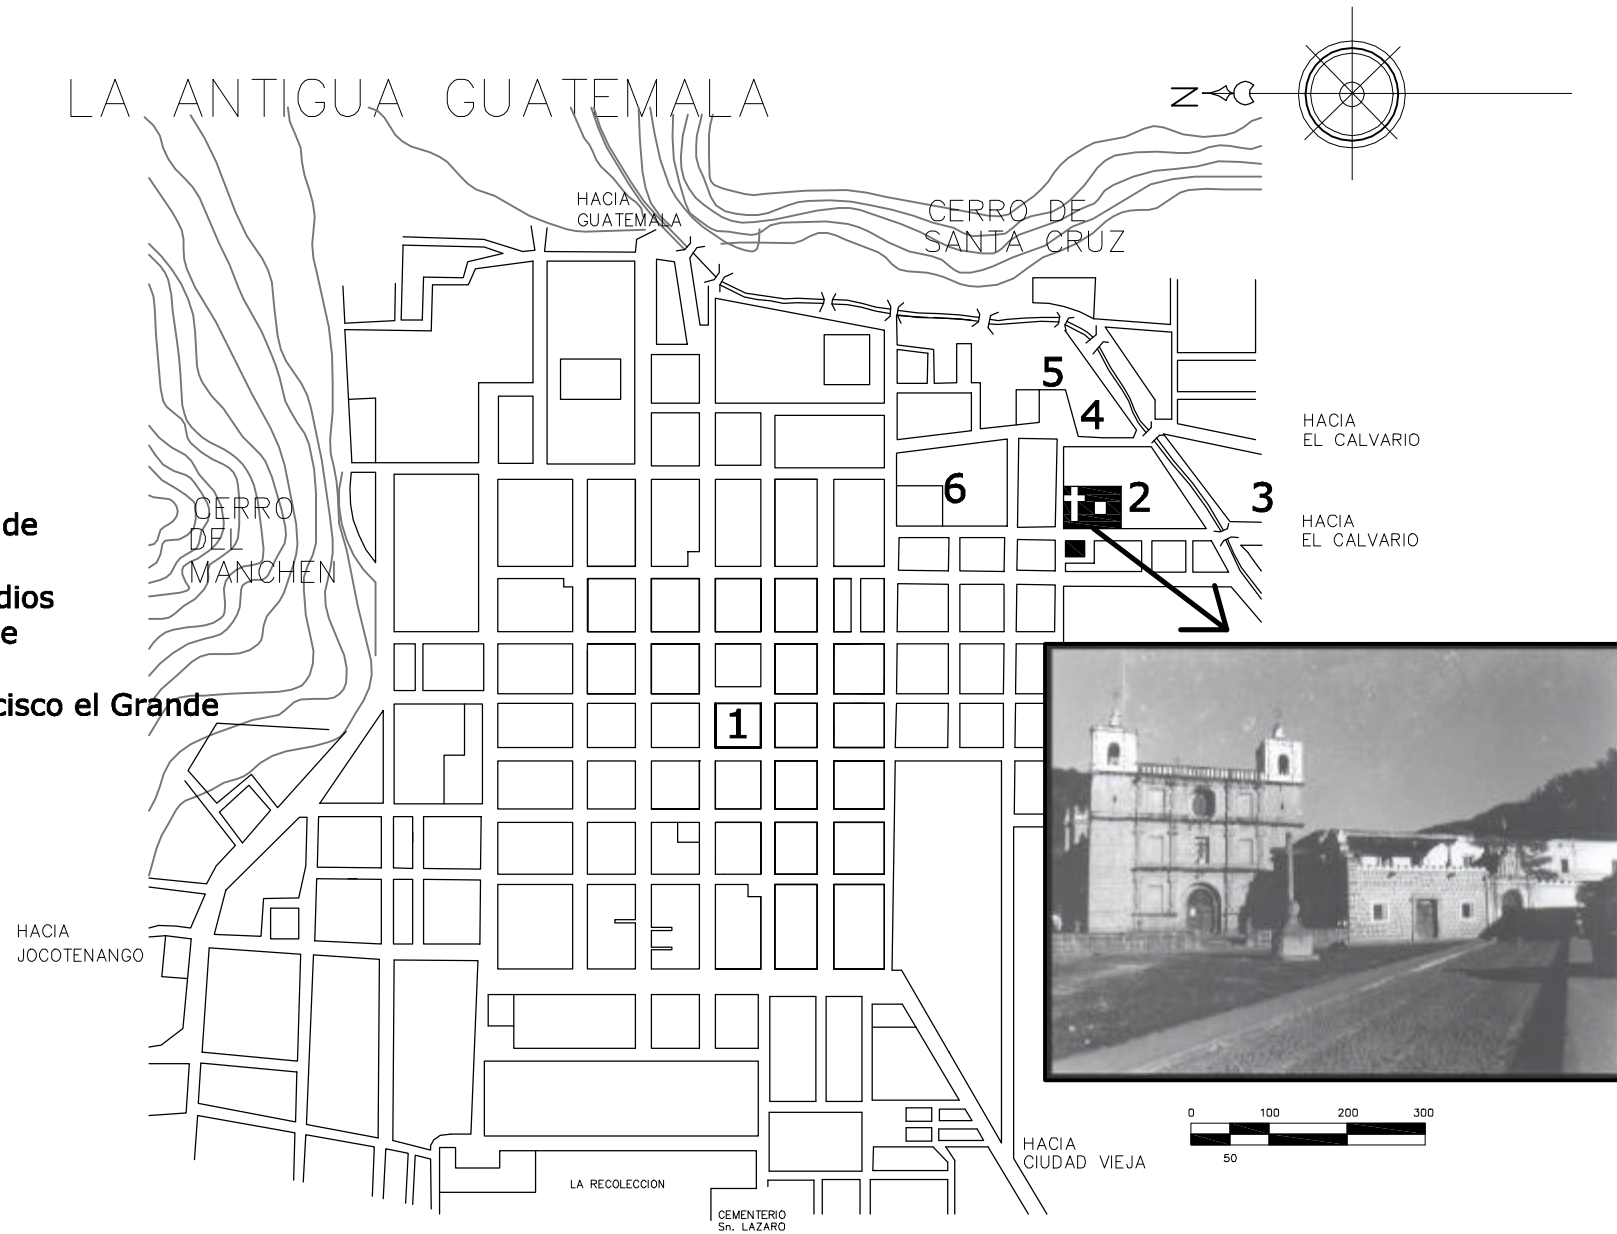 N
LA ANTIGUA GUATEMALA
HACIA
GUATEMALA
CERRO DE
SANTA CRUZ
5
4
HACIA
EL CALVARIO
6
2
3
CERRO
DEL
MANCHEN
HACIA
EL CALVARIO
de
dios
e
cisco el Grande
1
HACIA
JOCOTENANGO
0 100 200 300
50
HACIA
CIUDAD VIEJA
LA RECOLECCION
CEMENTERIO
Sn. LAZARO